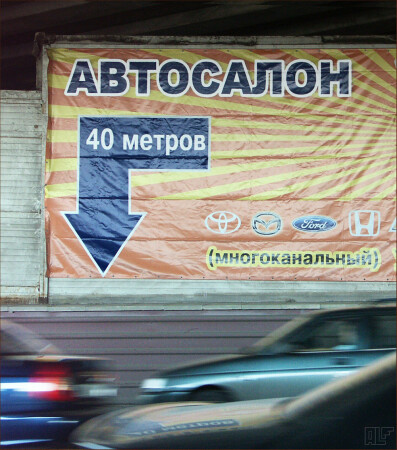 АВТОСАЛОН
40 метров
Ford
(многоканальный)